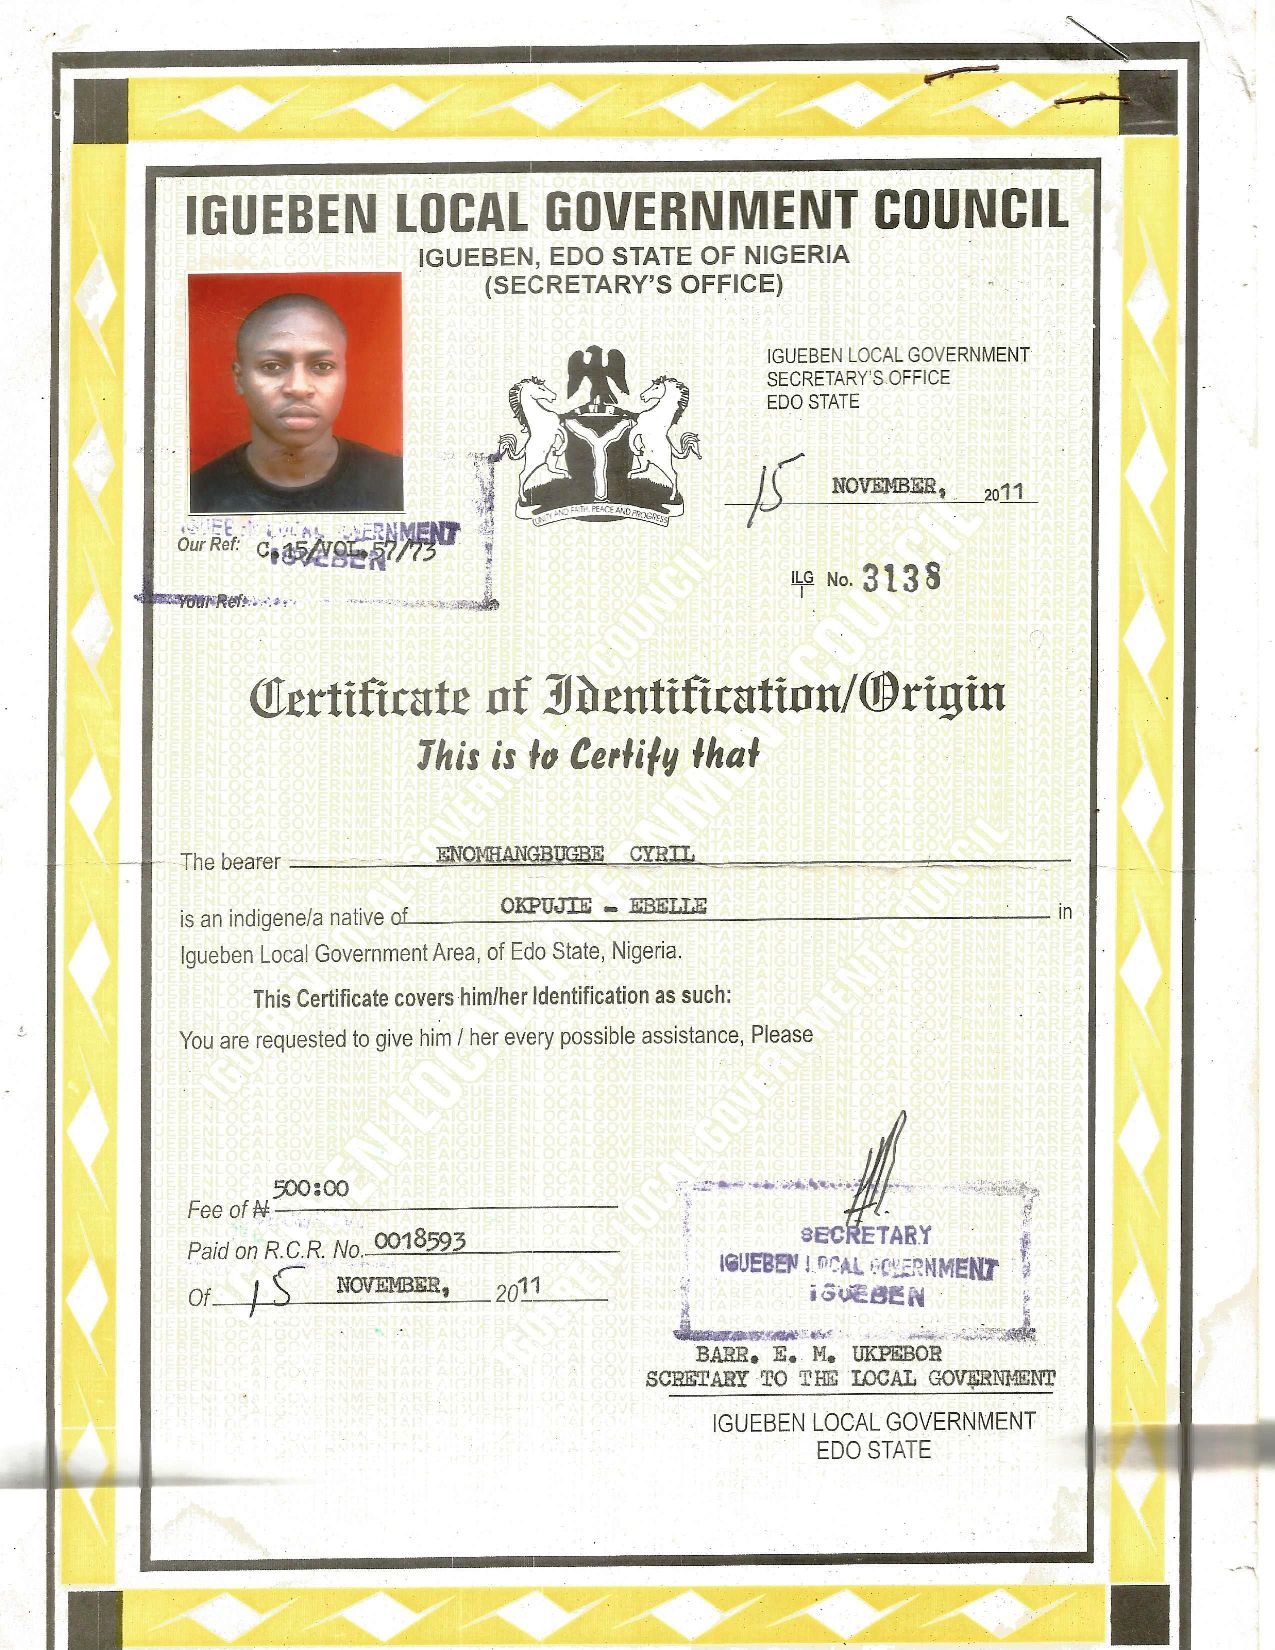 IGUEBEN LOCAL GOVERNMENT COUNCIL
IGUEBEN, EDO STATE OF NIGERIA
(SECRETARY'S OFFICE)
IGUEBEN LOCAL GOVERNMENT
SECRETARY'S OFFICE
EDO STATE
UNITY AND FAITH, PEACE AND PROGRESS
15 NOVEMBER, 2011
LOCAL GOVERNMENT
IGUEBEN
Our Ref: C.15/VOL.57/73
Your Ref:
ILG/1 No. 3138
Certificate of Identification/Origin
This is to Certify that
The bearer ENOMHANGBUGBE CYRIL
is an indigene/a native of OKPUJIE - EBELLE in
Igueben Local Government Area, of Edo State, Nigeria.
This Certificate covers him/her Identification as such:
You are requested to give him / her every possible assistance, Please
Fee of ₦ 500:00
Paid on R.C.R. No. 0018593
Of 15 NOVEMBER, 2011
SECRETARY
IGUEBEN LOCAL GOVERNMENT
IGUEBEN
BARR. E. M. UKPEBOR
SCRETARY TO THE LOCAL GOVERNMENT
IGUEBEN LOCAL GOVERNMENT
EDO STATE